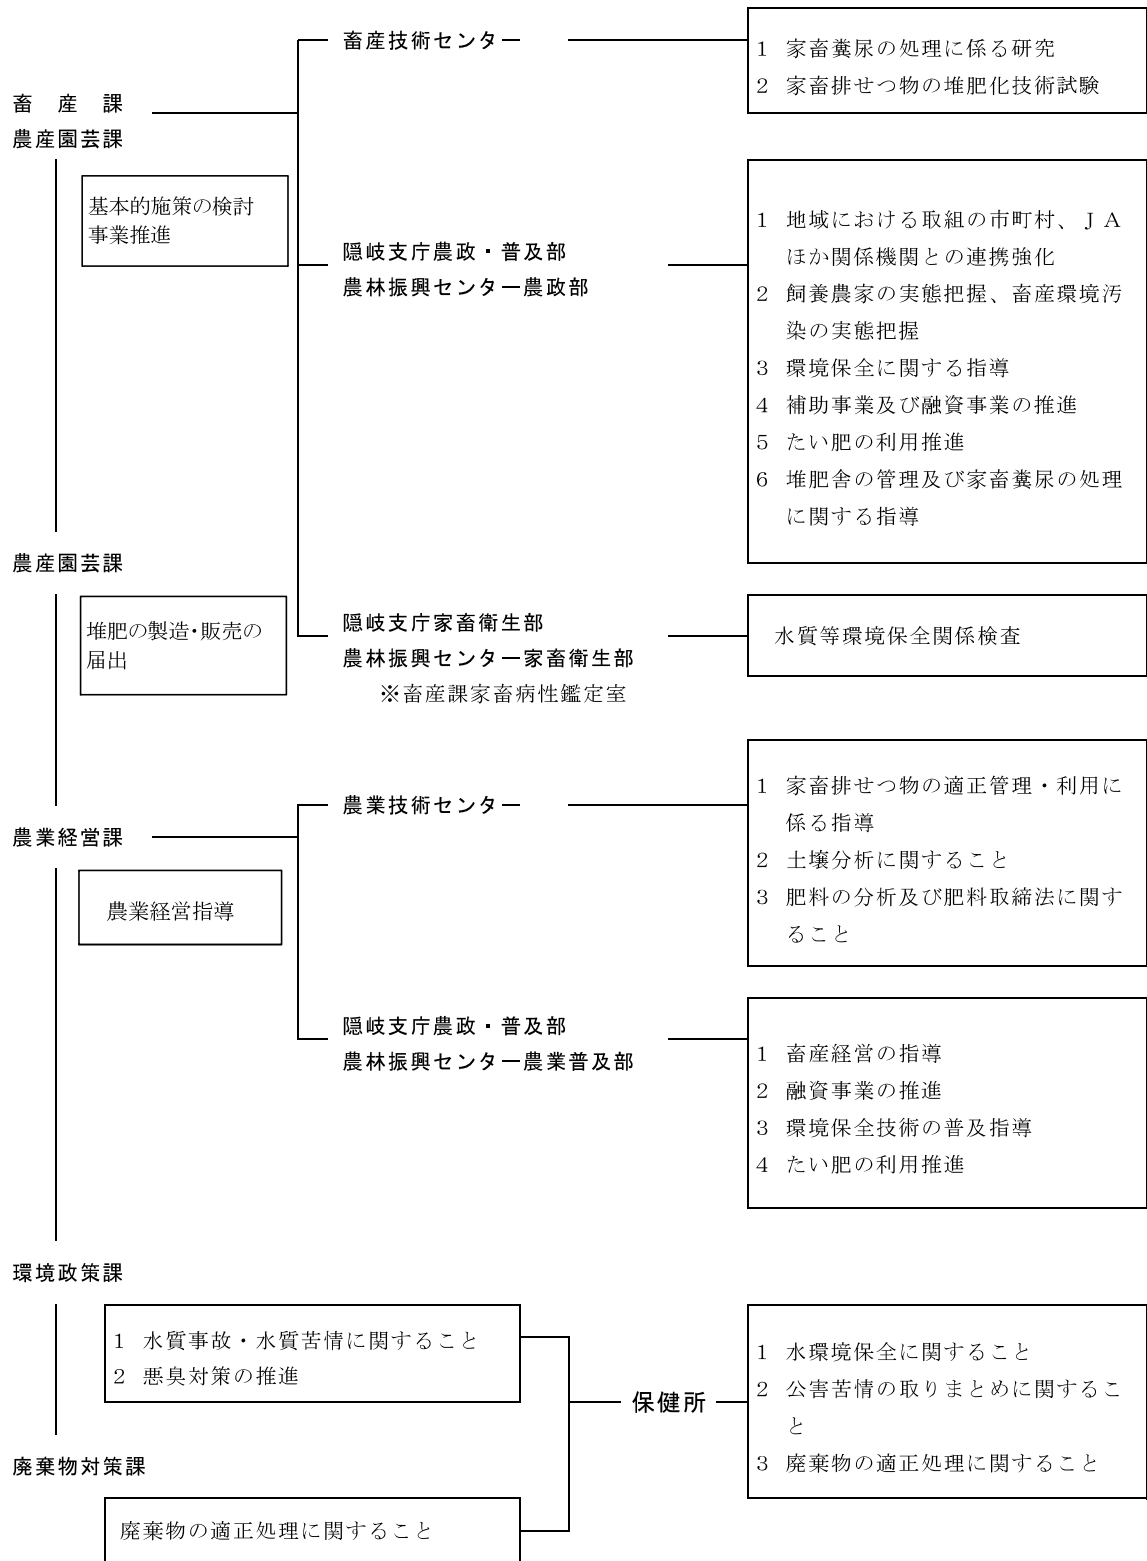 畜産技術センター
1 家畜糞尿の処理に係る研究
2 家畜排せつ物の堆肥化技術試験
畜　産　課
農産園芸課
基本的施策の検討
事業推進
隠岐支庁農政・普及部
農林振興センター農政部
1 地域における取組の市町村、ＪＡ
ほか関係機関との連携強化
2 飼養農家の実態把握、畜産環境汚
染の実態把握
3 環境保全に関する指導
4 補助事業及び融資事業の推進
5 たい肥の利用推進
6 堆肥舎の管理及び家畜糞尿の処理
に関する指導
農産園芸課
堆肥の製造・販売の
届出
隠岐支庁家畜衛生部
農林振興センター家畜衛生部
※畜産課家畜病性鑑定室
水質等環境保全関係検査
農業経営課
農業経営指導
農業技術センター
1 家畜排せつ物の適正管理・利用に
係る指導
2 土壌分析に関すること
3 肥料の分析及び肥料取締法に関す
ること
隠岐支庁農政・普及部
農林振興センター農業普及部
1 畜産経営の指導
2 融資事業の推進
3 環境保全技術の普及指導
4 たい肥の利用推進
環境政策課
1 水質事故・水質苦情に関すること
2 悪臭対策の推進
保健所
1 水環境保全に関すること
2 公害苦情の取りまとめに関するこ
と
3 廃棄物の適正処理に関すること
廃棄物対策課
廃棄物の適正処理に関すること